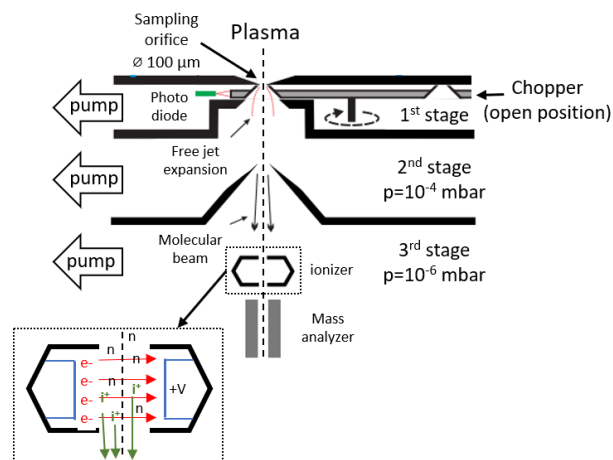 Sampling
orifice
Ø 100 µm
Plasma
pump
Photo
diode
1st stage
Chopper
(open position)
Free jet
expansion
pump
2nd stage
p=10-4 mbar
Molecular
beam
pump
ionizer
3rd stage
p=10-6 mbar
Mass
analyzer
n
e- n n
e- n
e- i+ i+ +V
e- i+ n